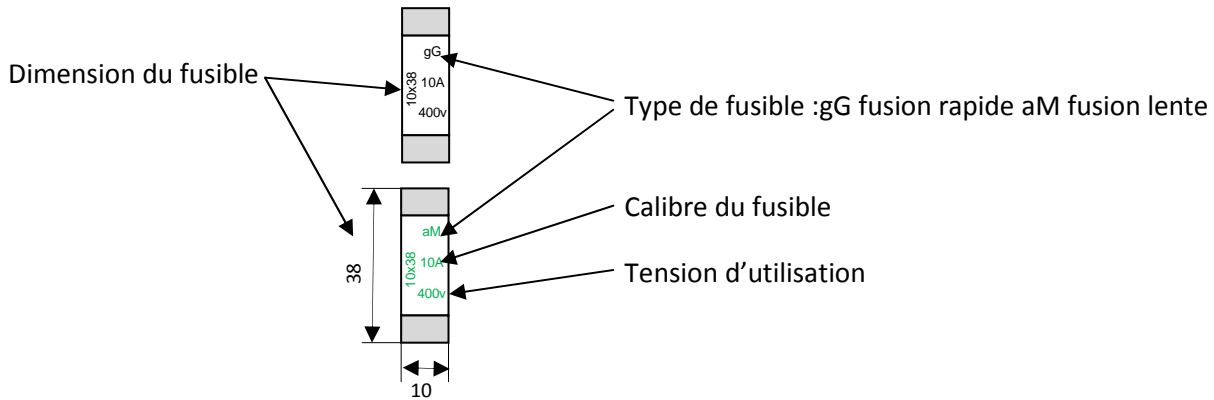 gG
Dimension du fusible
10x38
10A
400v
Type de fusible :gG fusion rapide aM fusion lente
Calibre du fusible
aM
10x38
10A
38
400v
Tension d’utilisation
10